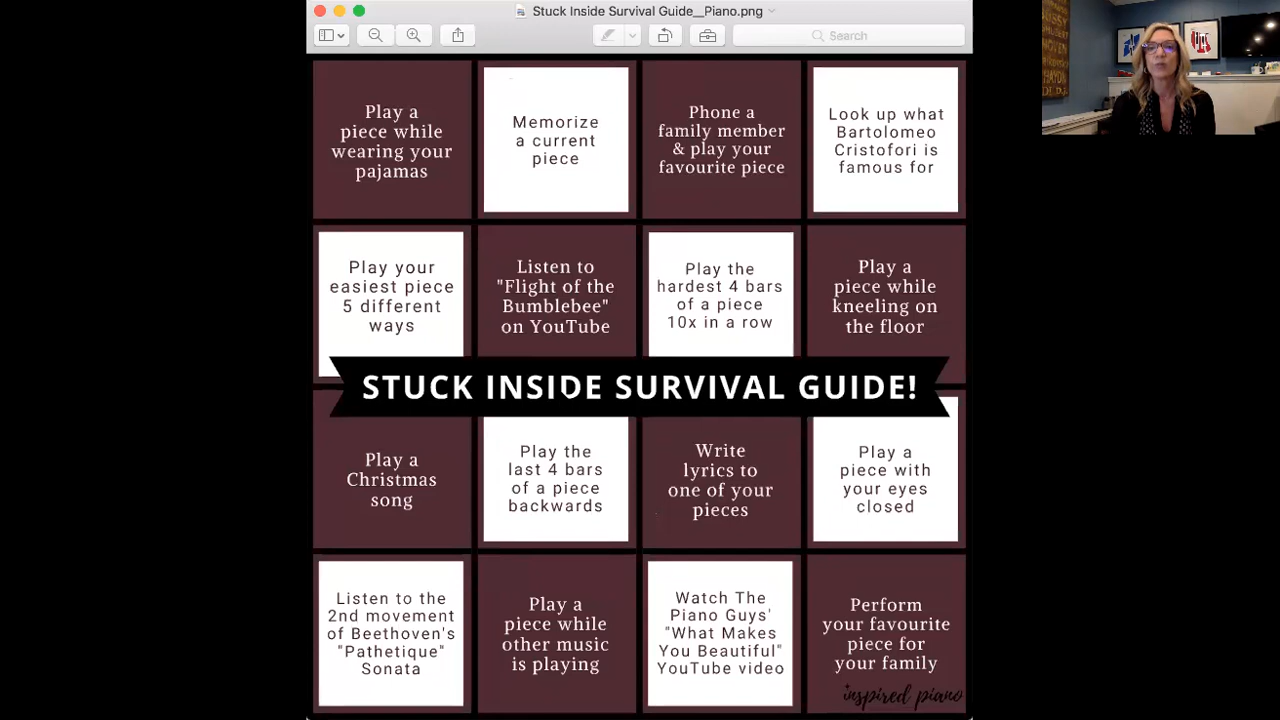 Stuck Inside Survival Guide__Piano.png
Search
Play a
piece while
wearing your
pajamas
Memorize
a current
piece
Phone a
family member
& play your
favourite piece
Look up what
Bartolomeo
Cristofori is
famous for
Play your
easiest piece
5 different
ways
Listen to
"Flight of the
Bumblebee"
on YouTube
Play the
hardest 4 bars
of a piece
10x in a row
Play a
piece while
kneeling on
the floor
STUCK INSIDE SURVIVAL GUIDE!
Play a
Christmas
song
Play the
last 4 bars
of a piece
backwards
Write
lyrics to
one of your
pieces
Play a
piece with
your eyes
closed
Listen to the
2nd movement
of Beethoven's
"Pathetique"
Sonata
Play a
piece while
other music
is playing
Watch The
Piano Guys'
"What Makes
You Beautiful"
YouTube video
Perform
your favourite
piece for
your family
inspired piano